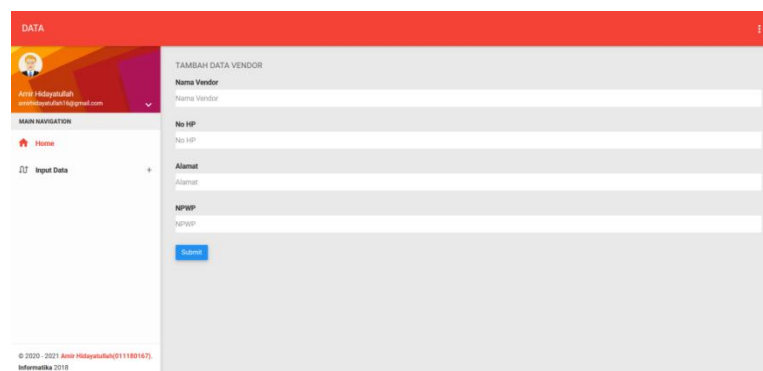 DATA
Amir Hidayatullah
amirhidayatullah16@gmail.com
MAIN NAVIGATION
Home
Input Data
TAMBAH DATA VENDOR
Nama Vendor
Nama Vendor
No HP
No HP
Alamat
Alamat
NPWP
NPWP
Submit
© 2020 - 2021 Amir Hidayatullah(011180167).
Informatika 2018